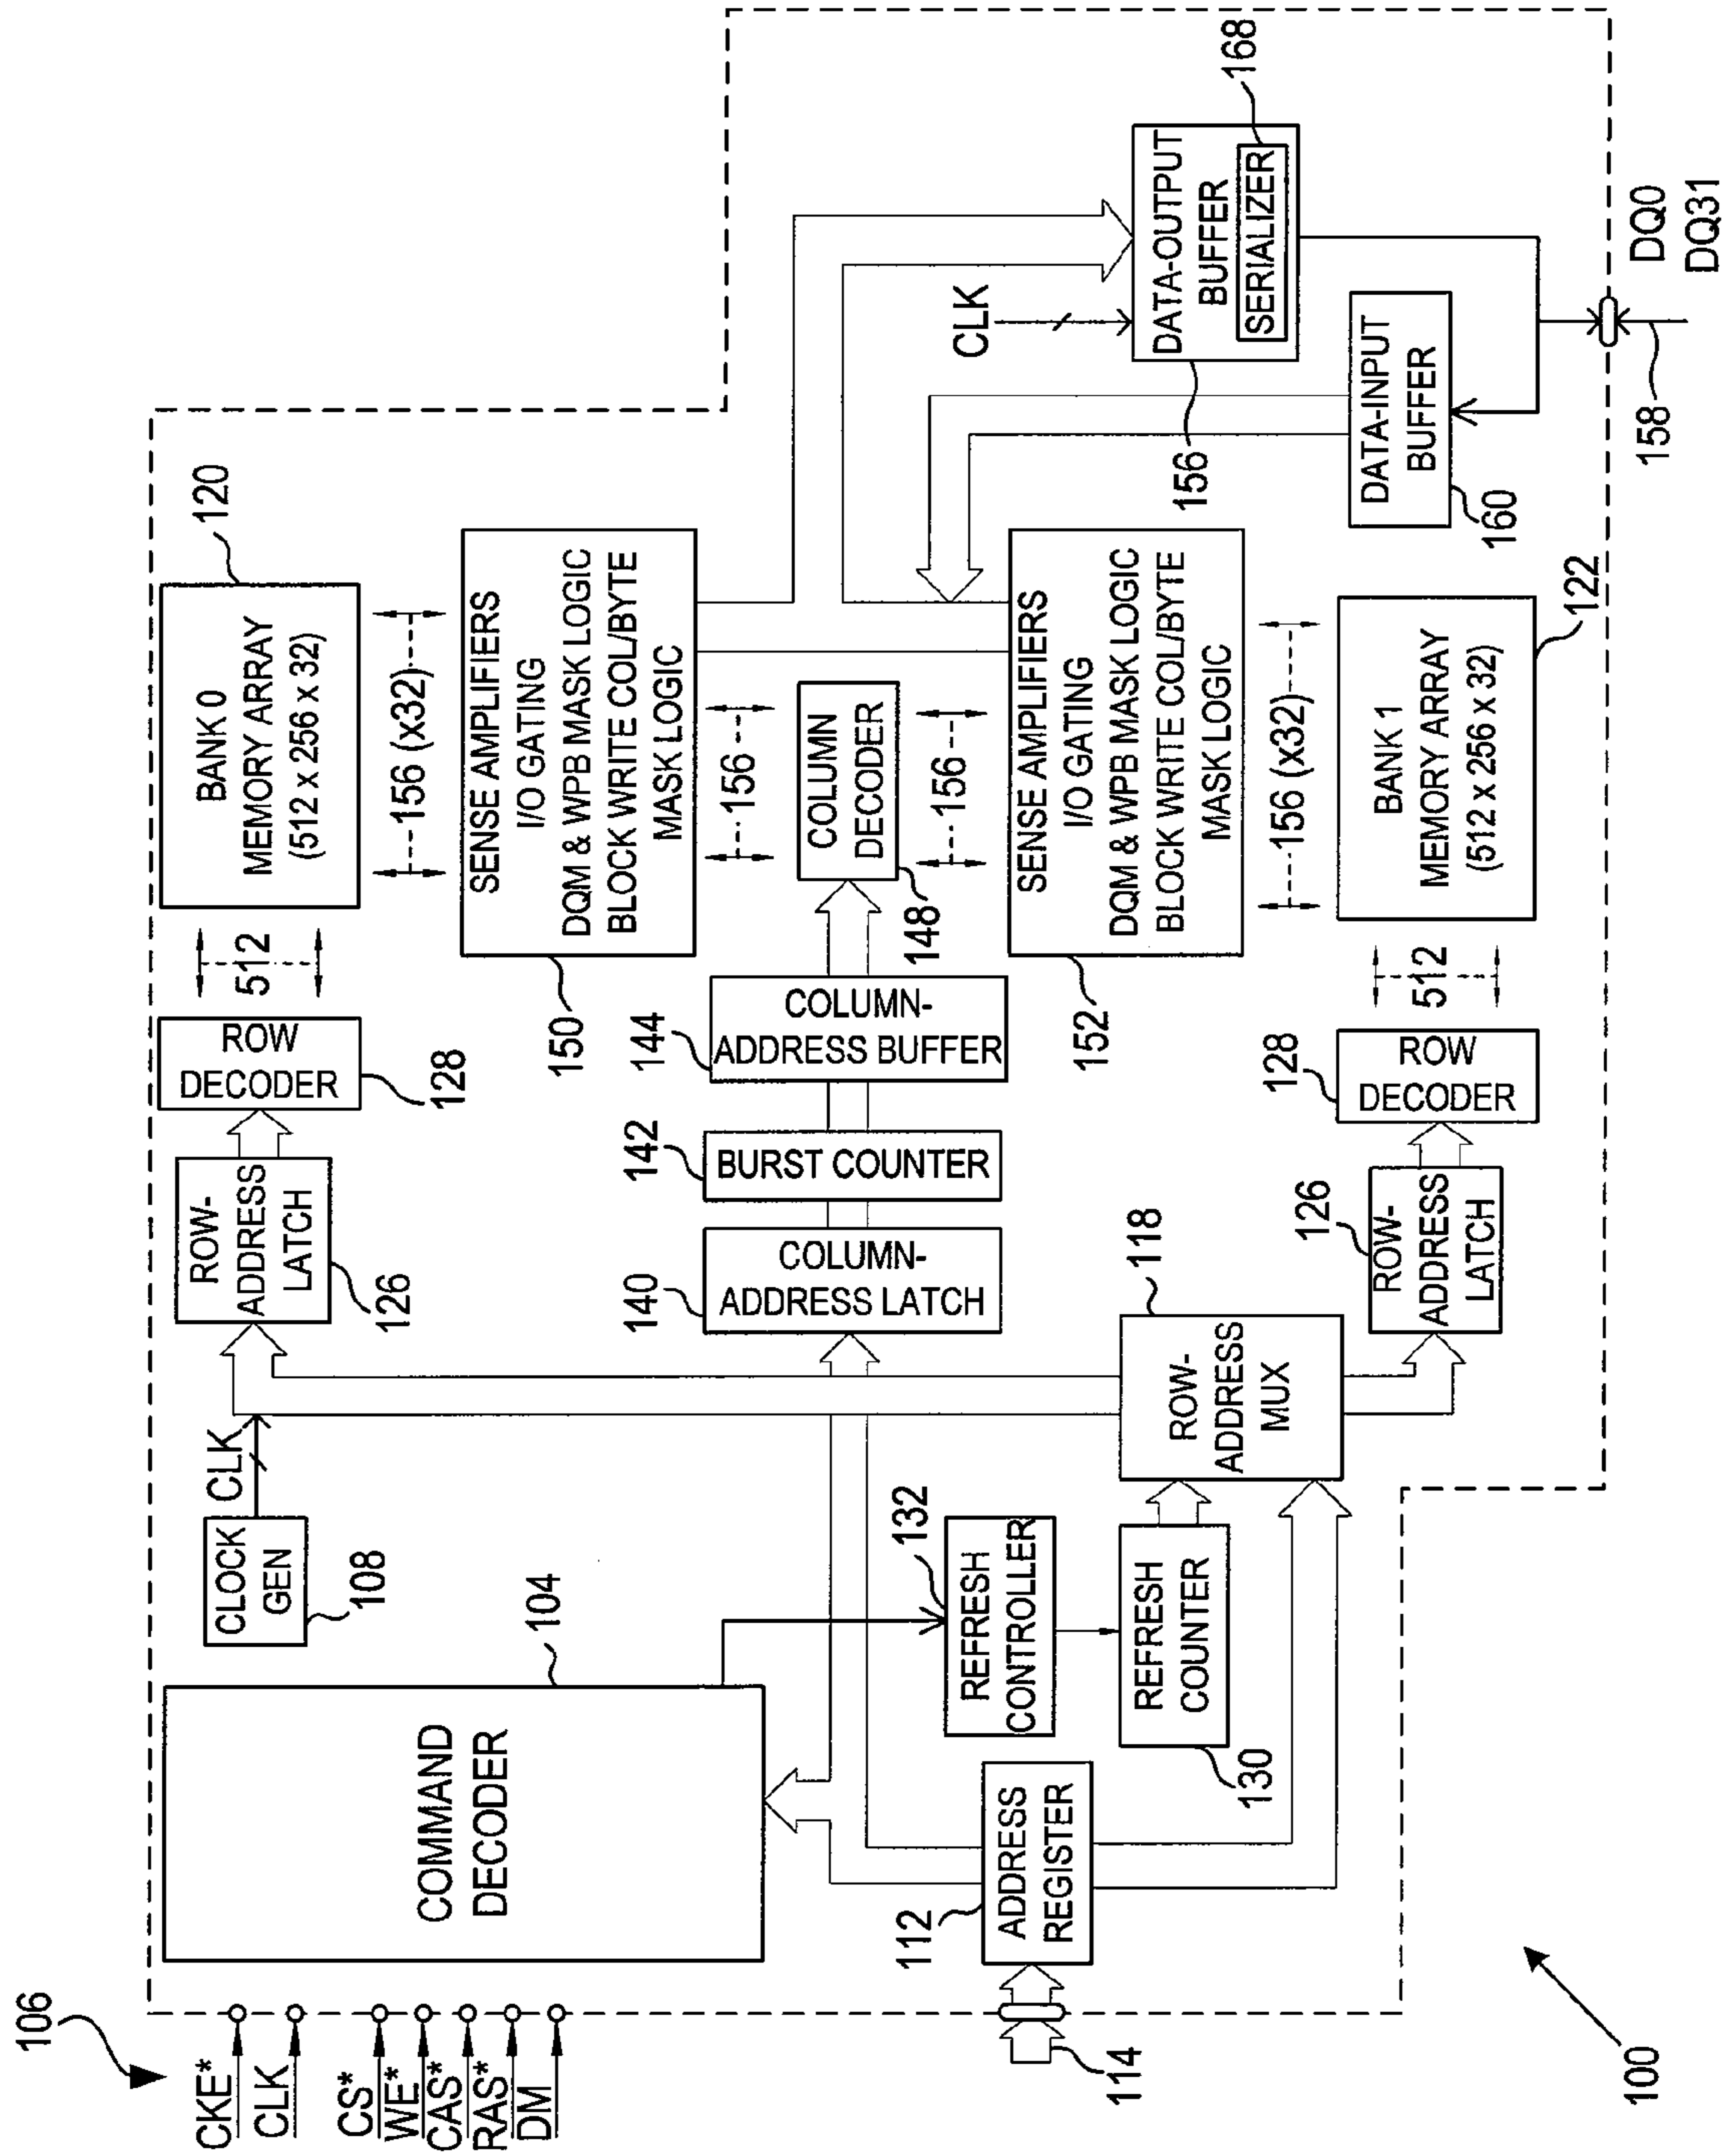 106
CKE*
CLK
CS*
WE*
CAS*
RAS*
DM
114
100
COMMAND
DECODER
104
ADDRESS
REGISTER
112
CLOCK
GEN
108
CLK
REFRESH
CONTROLLER
132
REFRESH
COUNTER
130
ROW-
ADDRESS
MUX
118
ROW-
ADDRESS
LATCH
126
ROW
DECODER
128
512
BANK 0
MEMORY ARRAY
(512 x 256 x 32)
120
156 (x32)
COLUMN-
ADDRESS LATCH
140
BURST COUNTER
142
COLUMN-
ADDRESS BUFFER
144
SENSE AMPLIFIERS
I/O GATING
DQM & WPB MASK LOGIC
BLOCK WRITE COL/BYTE
MASK LOGIC
150
156
COLUMN
DECODER
148
156
SENSE AMPLIFIERS
I/O GATING
DQM & WPB MASK LOGIC
BLOCK WRITE COL/BYTE
MASK LOGIC
152
156 (x32)
ROW-
ADDRESS
LATCH
126
ROW
DECODER
128
512
BANK 1
MEMORY ARRAY
(512 x 256 x 32)
122
CLK
DATA-OUTPUT
BUFFER
SERIALIZER
168
156
DATA-INPUT
BUFFER
160
158
DQ0
DQ31